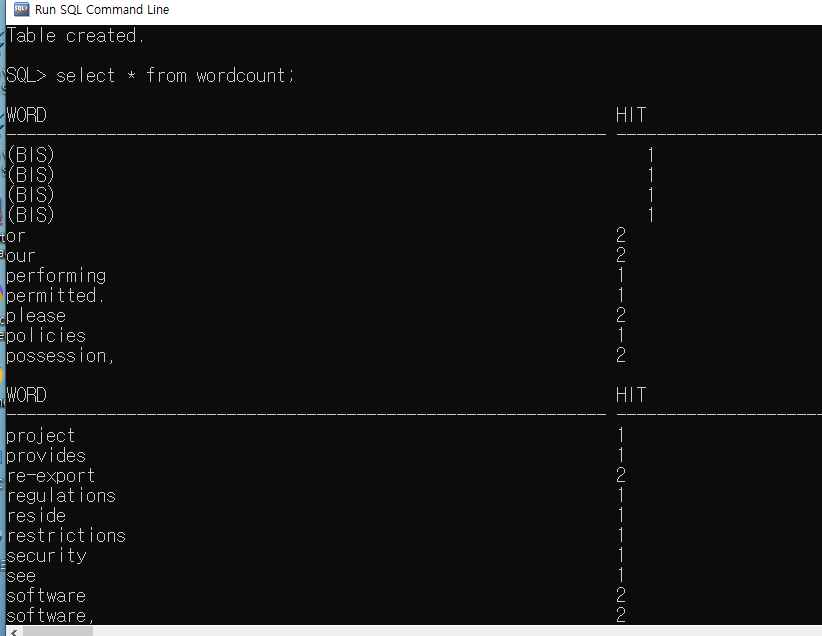 Run SQL Command Line
Table created.
SQL> select * from wordcount;
WORD HIT
------------------------------------------------------------ ---------------------
(BIS) 1
(BIS) 1
(BIS) 1
(BIS) 1
or 2
our 2
performing 1
permitted. 1
please 2
policies 1
possession, 2
WORD HIT
------------------------------------------------------------ ---------------------
project 1
provides 1
re-export 2
regulations 1
reside 1
restrictions 1
security 1
see 1
software 2
software, 2